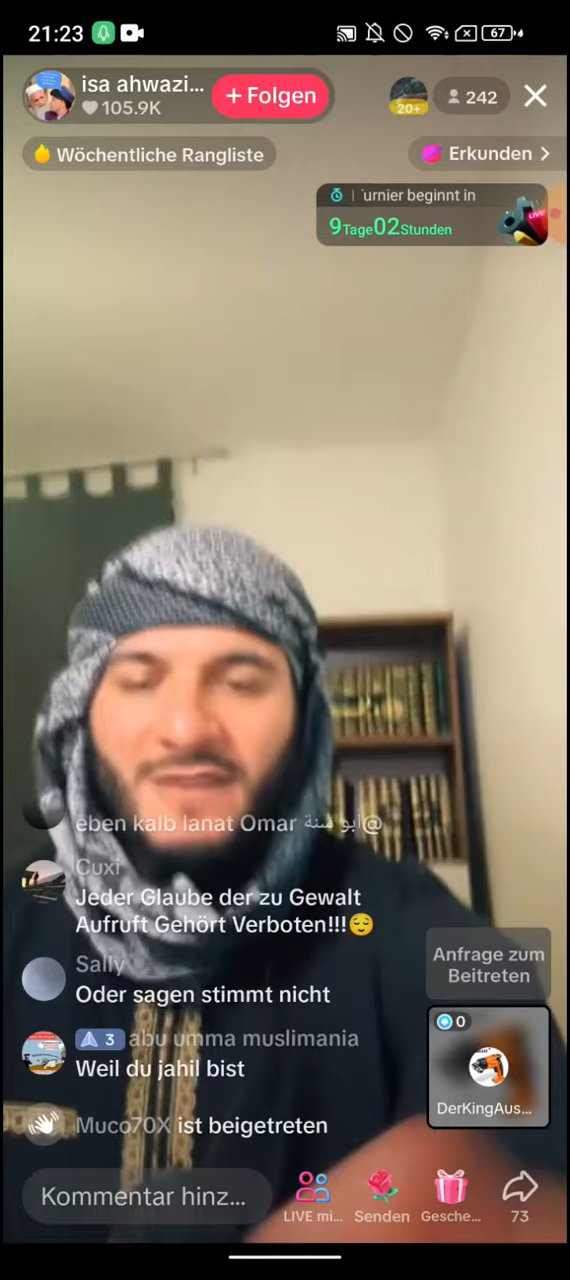 21:23
67
isa ahwazi...
105.9K
+ Folgen
20+
242
Wöchentliche Rangliste
Erkunden
urnier beginnt in
LIVE
9Tage02Stunden
eben kalb lanat Omar أبو سنة@
Cuxi
Jeder Glaube der zu Gewalt
Aufruft Gehört Verboten!!!😌
Sally
Oder sagen stimmt nicht
3 abu umma muslimania
Weil du jahil bist
Muco70X ist beigetreten
Anfrage zum
Beitreten
0
DerKingAus...
Kommentar hinz...
LIVE mi...
Senden
Gesche...
73